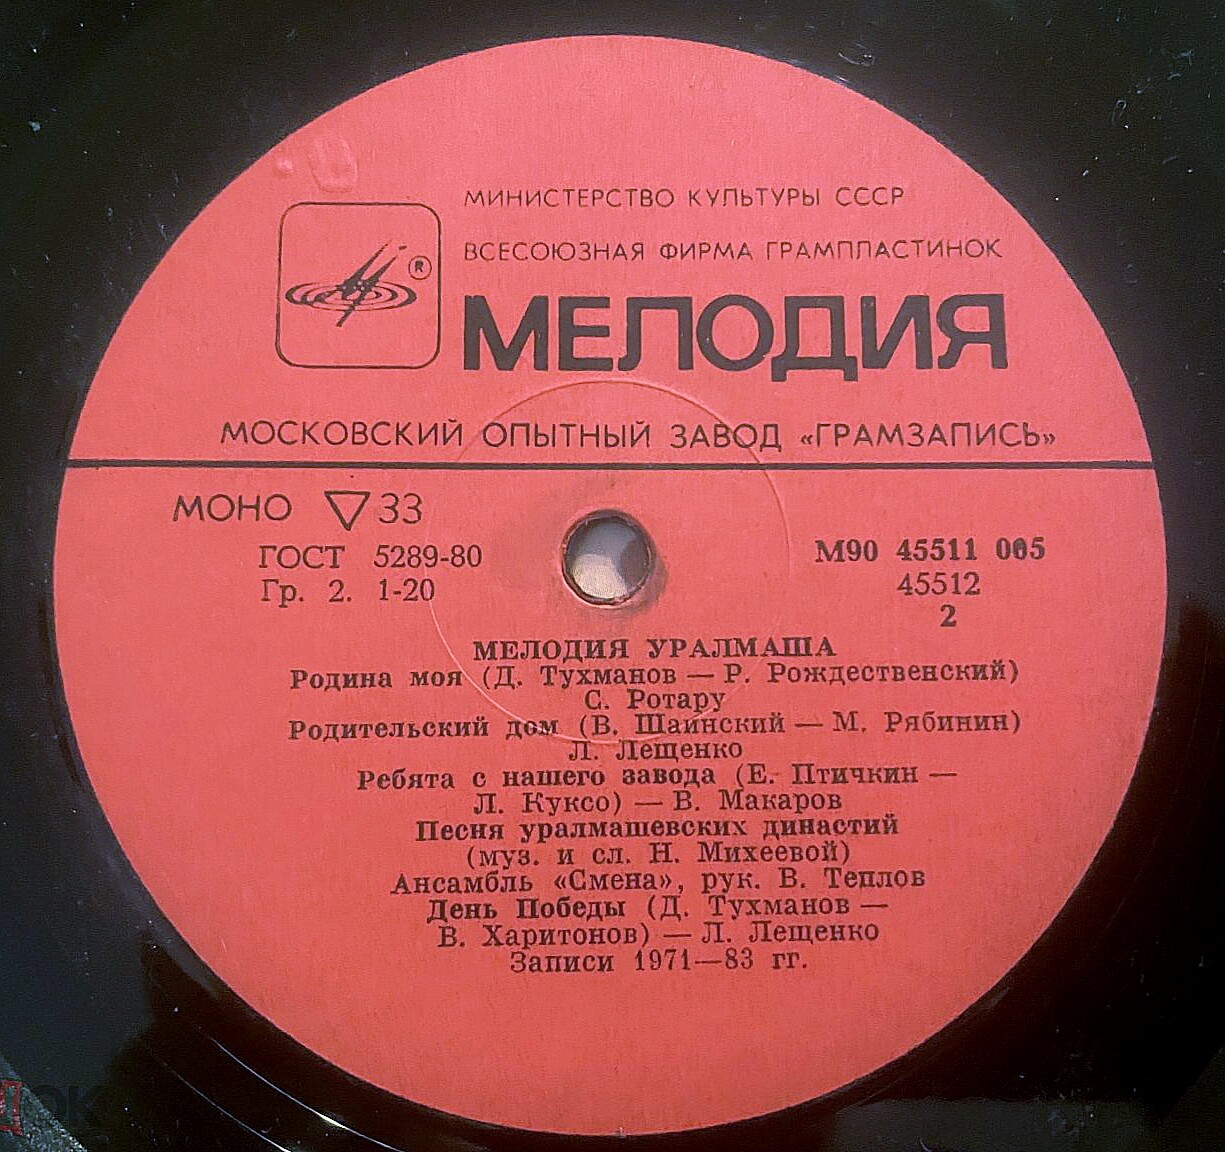 МИНИСТЕРСТВО КУЛЬТУРЫ СССР
ВСЕСОЮЗНАЯ ФИРМА ГРАМПЛАСТИНОК
®
МЕЛОДИЯ
МОСКОВСКИЙ ОПЫТНЫЙ ЗАВОД «ГРАМЗАПИСЬ»
МОНО ▽ 33
ГОСТ 5289-80
Гр. 2. 1-20
М90 45511 005
45512
2
МЕЛОДИЯ УРАЛМАША
Родина моя (Д. Тухманов — Р. Рождественский)
С. Ротару
Родительский дом (В. Шаинский — М. Рябинин)
Л. Лещенко
Ребята с нашего завода (Е. Птичкин —
Л. Куксо) — В. Макаров
Песня уралмашевских династий
(муз. и сл. Н. Михеевой)
Ансамбль «Смена», рук. В. Теплов
День Победы (Д. Тухманов —
В. Харитонов) — Л. Лещенко
Записи 1971—83 гг.